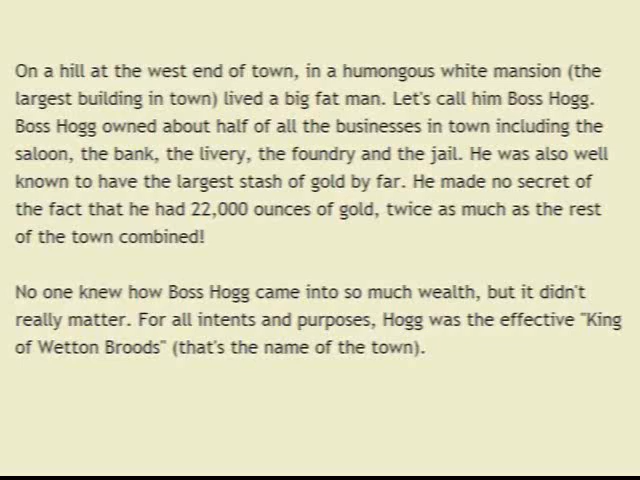 On a hill at the west end of town, in a humongous white mansion (the
largest building in town) lived a big fat man. Let's call him Boss Hogg.
Boss Hogg owned about half of all the businesses in town including the
saloon, the bank, the livery, the foundry and the jail. He was also well
known to have the largest stash of gold by far. He made no secret of
the fact that he had 22,000 ounces of gold, twice as much as the rest
of the town combined!
No one knew how Boss Hogg came into so much wealth, but it didn't
really matter. For all intents and purposes, Hogg was the effective "King
of Wetton Broods" (that's the name of the town).